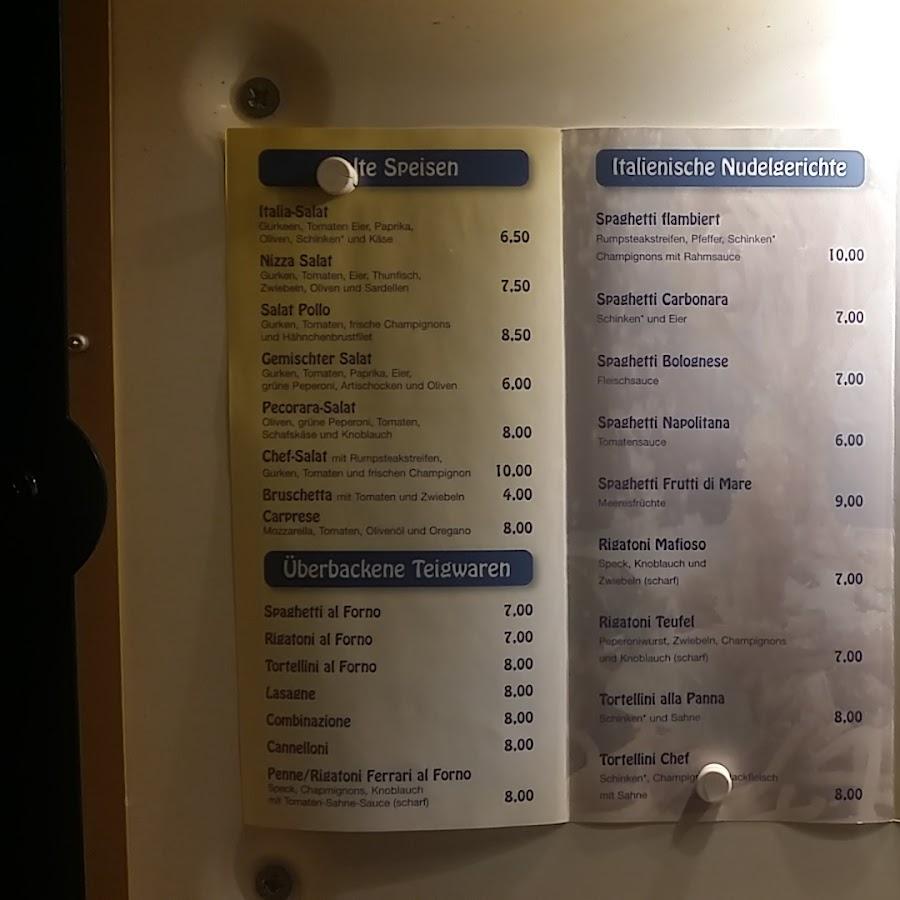 lte Speisen
Italia-Salat
Gurkeen, Tomaten Eier, Paprika,
Oliven, Schinken* und Käse 6.50
Nizza Salat
Gurken, Tomaten, Eier, Thunfisch,
Zwiebeln, Oliven und Sardellen 7.50
Salat Pollo
Gurken, Tomaten, frische Champignons
und Hähnchenbrustfilet 8.50
Gemischter Salat
Gurken, Tomaten, Paprika, Eier,
grüne Peperoni, Artischocken und Oliven 6.00
Pecorara-Salat
Oliven, grüne Peperoni, Tomaten,
Schafskäse und Knoblauch 8.00
Chef-Salat mit Rumpsteakstreifen,
Gurken, Tomaten und frischen Champignon 10.00
Bruschetta mit Tomaten und Zwiebeln 4.00
Carprese
Mozzarella, Tomaten, Olivenöl und Oregano 8.00
Überbackene Teigwaren
Spaghetti al Forno 7.00
Rigatoni al Forno 7.00
Tortellini al Forno 8.00
Lasagne 8.00
Combinazione 8.00
Cannelloni 8.00
Penne/Rigatoni Ferrari al Forno
Speck, Chapmignons, Knoblauch
mit Tomaten-Sahne-Sauce (scharf) 8.00
Italienische Nudelgerichte
Spaghetti flambiert
Rumpsteakstreifen, Pfeffer, Schinken*
Champignons mit Rahmsauce 10.00
Spaghetti Carbonara
Schinken* und Eier 7.00
Spaghetti Bolognese
Fleischsauce 7.00
Spaghetti Napolitana
Tomatensauce 6.00
Spaghetti Frutti di Mare
Meeresfrüchte 9.00
Rigatoni Mafioso
Speck, Knoblauch und
Zwiebeln (scharf) 7.00
Rigatoni Teufel
Peperoniwurst, Zwiebeln, Champignons
und Knoblauch (scharf) 7.00
Tortellini alla Panna
Schinken* und Sahne 8.00
Tortellini Chef
Schinken*, Champig ackfleisch
mit Sahne 8.00